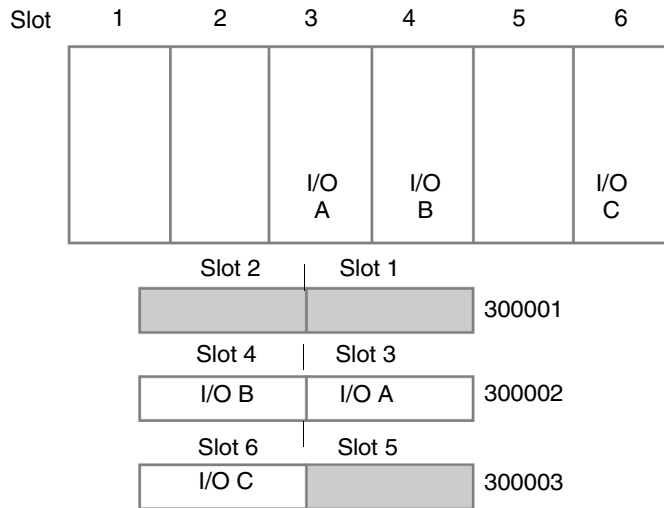 Slot 1 2 3 4 5 6
I/O I/O I/O
A B C
Slot 2 Slot 1
300001
Slot 4 Slot 3
I/O B I/O A 300002
Slot 6 Slot 5
I/O C 300003